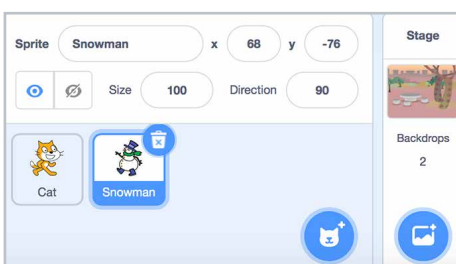 Sprite Snowman x 68 y -76
Size 100 Direction 90
Cat
Snowman
Stage
Backdrops
2